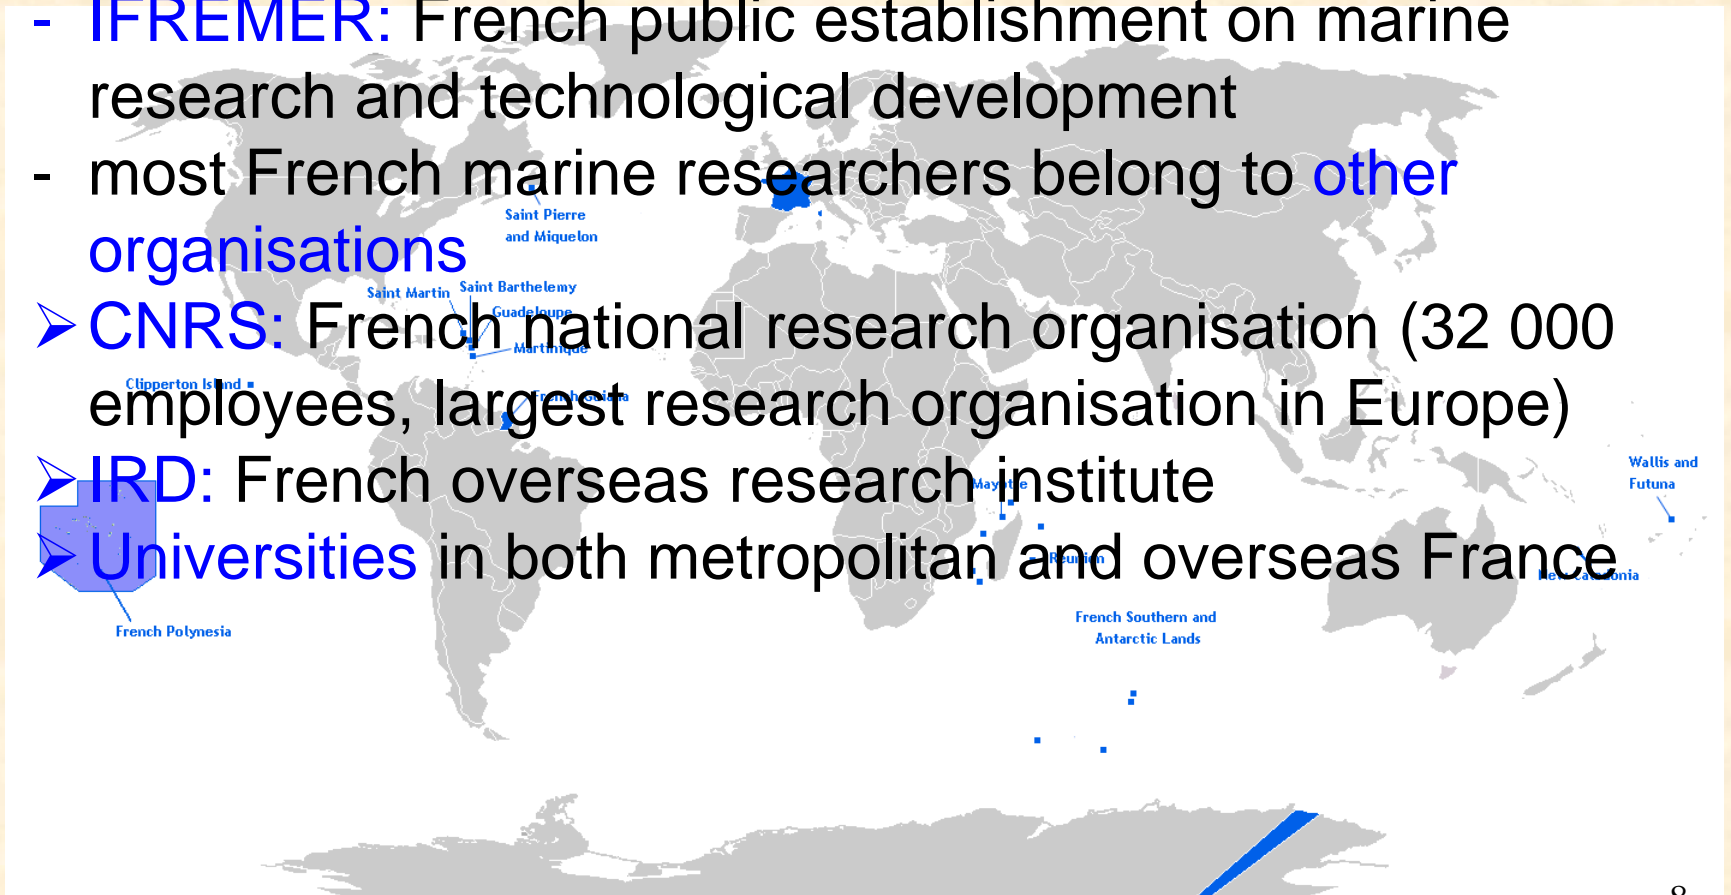 - IFREMER: French public establishment on marine
research and technological development
- most French marine researchers belong to other
organisations
➢ CNRS: French national research organisation (32 000
employees, largest research organisation in Europe)
➢ IRD: French overseas research institute
➢ Universities in both metropolitan and overseas France
Saint Pierre
and Miquelon
Saint Martin
Saint Barthelemy
Guadeloupe
Martinique
Clipperton Island
French Guiana
Mayotte
Reunion
Wallis and
Futuna
New Caledonia
French Polynesia
French Southern and
Antarctic Lands
8